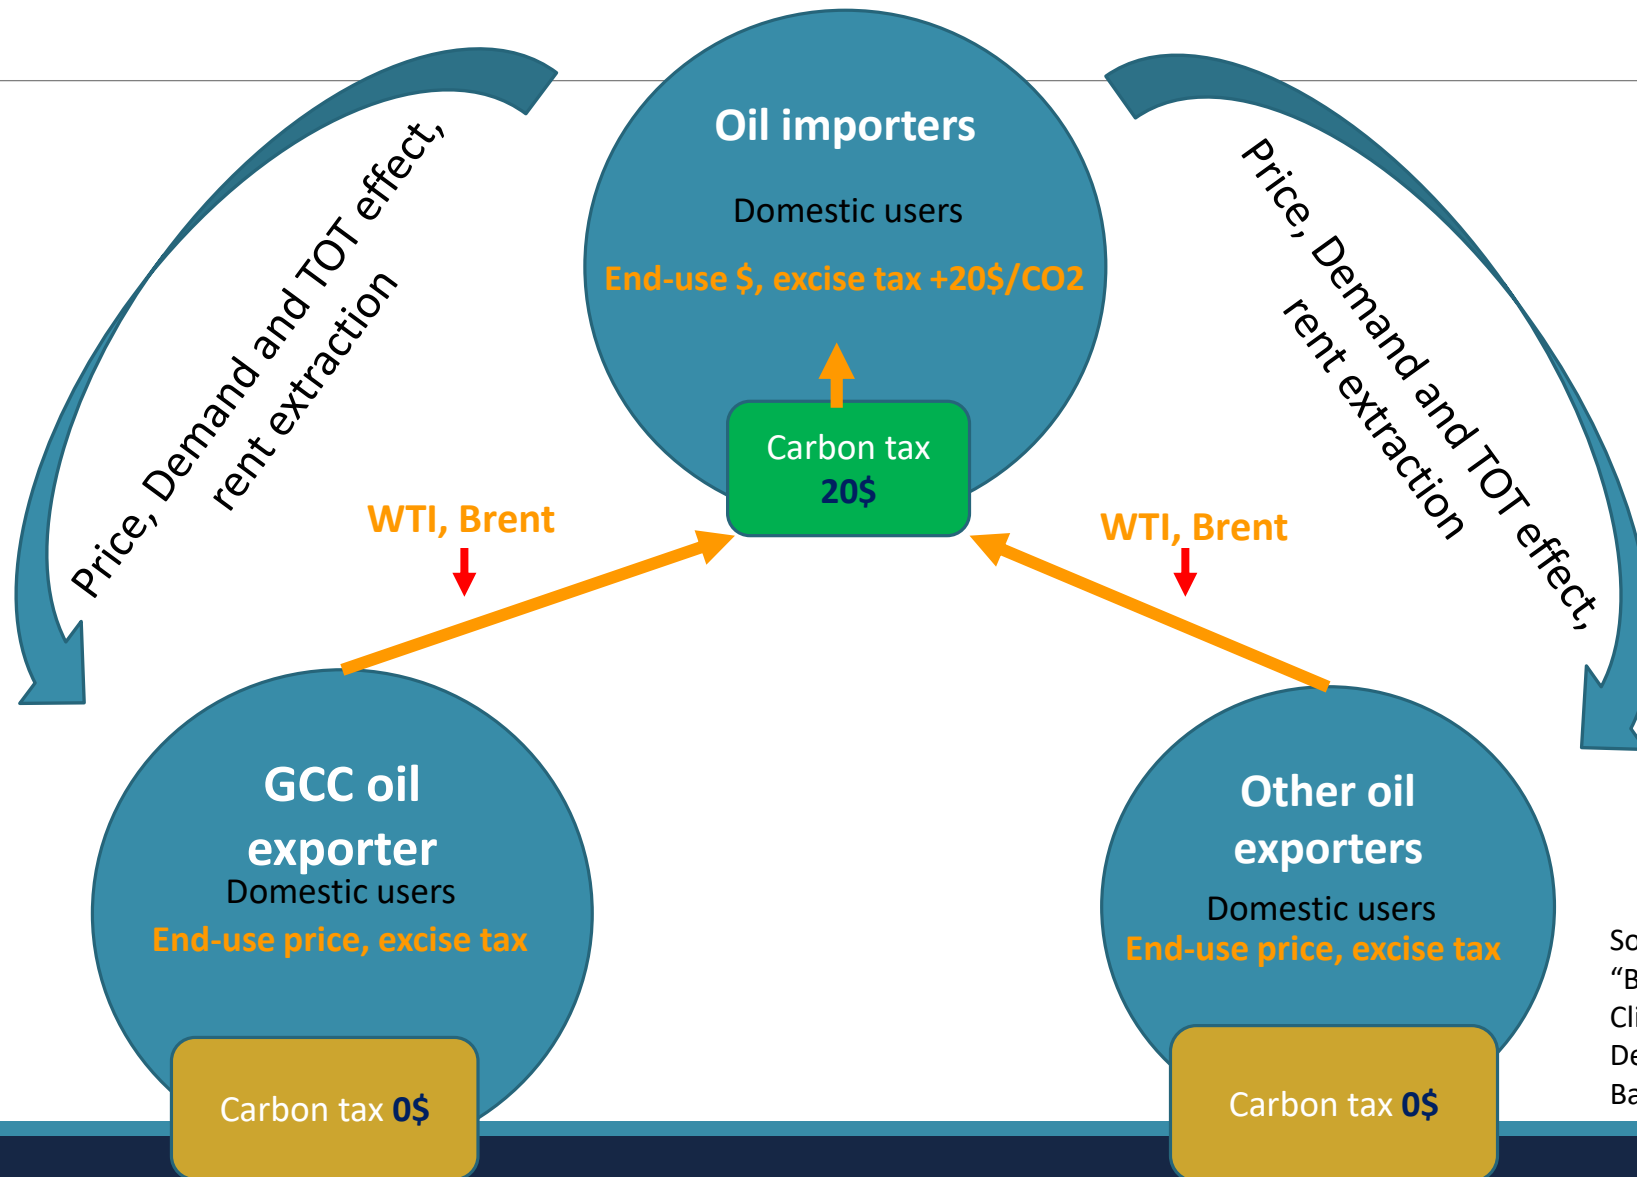 Oil importers
Domestic users
End-use $, excise tax +20$/CO2
Carbon tax
20$
Price, Demand and TOT effect,
rent extraction
Price, Demand and TOT effect,
rent extraction
WTI, Brent
WTI, Brent
GCC oil
exporter
Domestic users
End-use price, excise tax
Carbon tax 0$
Other oil
exporters
Domestic users
End-use price, excise tax
Carbon tax 0$